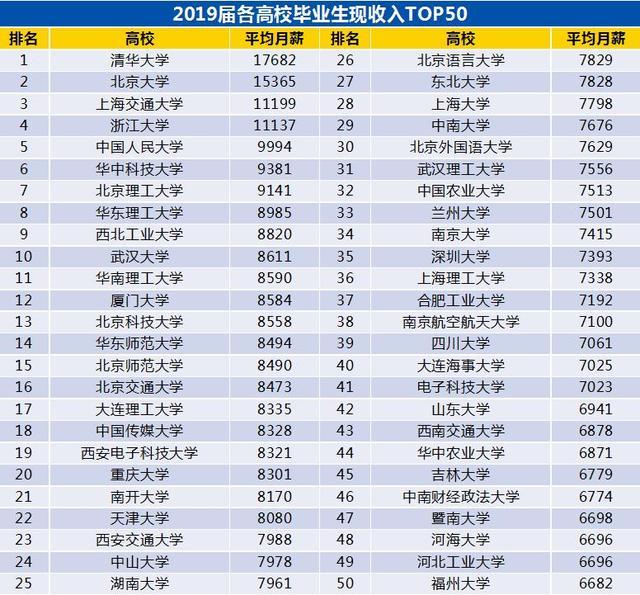 2019届各高校毕业生现收入TOP50
排名 高校 平均月薪 排名 高校 平均月薪
1 清华大学 17682 26 北京语言大学 7829
2 北京大学 15365 27 东北大学 7828
3 上海交通大学 11199 28 上海大学 7798
4 浙江大学 11137 29 中南大学 7676
5 中国人民大学 9994 30 北京外国语大学 7629
6 华中科技大学 9381 31 武汉理工大学 7556
7 北京理工大学 9141 32 中国农业大学 7513
8 华东理工大学 8985 33 兰州大学 7501
9 西北工业大学 8820 34 南京大学 7415
10 武汉大学 8611 35 深圳大学 7393
11 华南理工大学 8590 36 上海理工大学 7338
12 厦门大学 8584 37 合肥工业大学 7192
13 北京科技大学 8558 38 南京航空航天大学 7100
14 华东师范大学 8494 39 四川大学 7061
15 北京师范大学 8490 40 大连海事大学 7025
16 北京交通大学 8473 41 电子科技大学 7023
17 大连理工大学 8335 42 山东大学 6941
18 中国传媒大学 8328 43 西南交通大学 6878
19 西安电子科技大学 8321 44 华中农业大学 6871
20 重庆大学 8301 45 吉林大学 6779
21 南开大学 8170 46 中南财经政法大学 6774
22 天津大学 8080 47 暨南大学 6698
23 西安交通大学 7988 48 河海大学 6696
24 中山大学 7978 49 河北工业大学 6696
25 湖南大学 7961 50 福州大学 6682